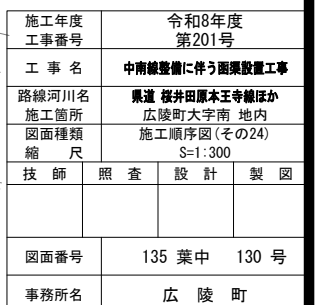 施工年度 令和8年度
工事番号 第201号
工事名 中南線整備に伴う函渠設置工事
路線河川名 県道 桜井田原本王寺線ほか
施工箇所 広陵町大字南 地内
図面種類 施工順序図(その24)
縮尺 S=1:300
技師 照査 設計 製図
図面番号 135 葉中 130 号
事務所名 広陵町